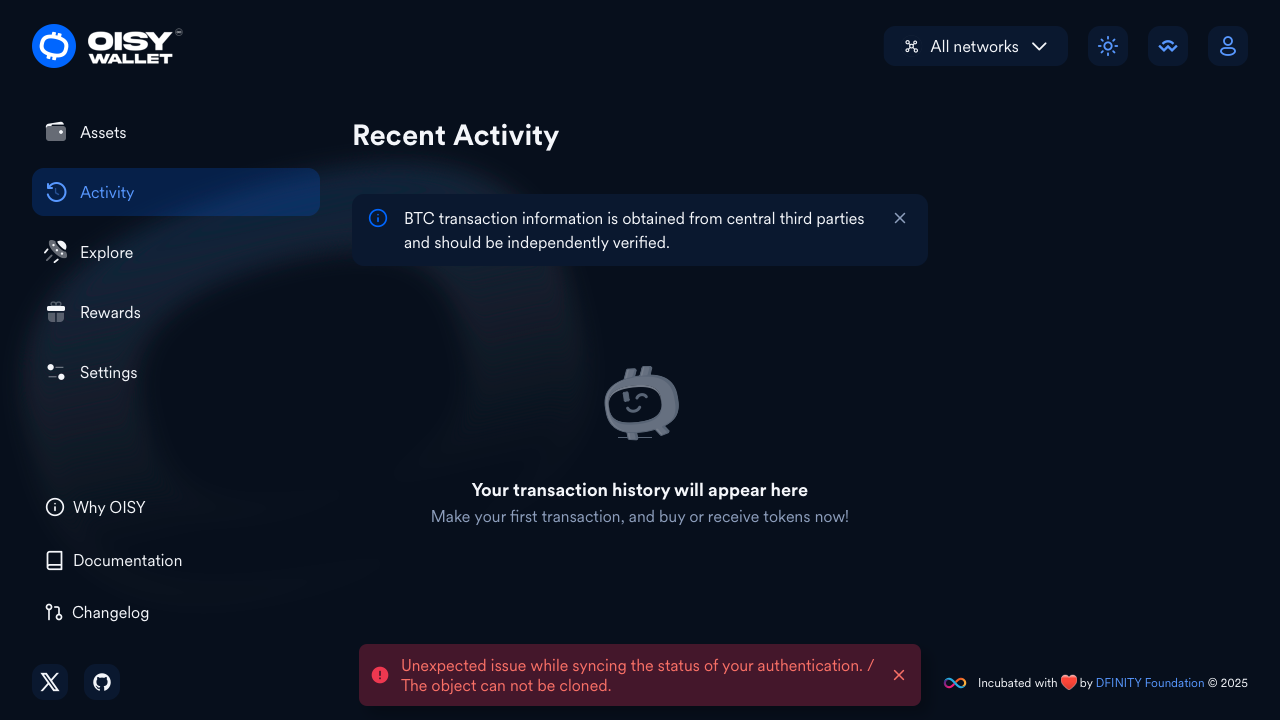 OISY
WALLET
All networks
Assets
Activity
Explore
Rewards
Settings
Why OISY
Documentation
Changelog
Recent Activity
BTC transaction information is obtained from central third parties
and should be independently verified.
Your transaction history will appear here
Make your first transaction, and buy or receive tokens now!
Unexpected issue while syncing the status of your authentication. /
The object can not be cloned.
Incubated with ❤️ by DFINITY Foundation © 2025